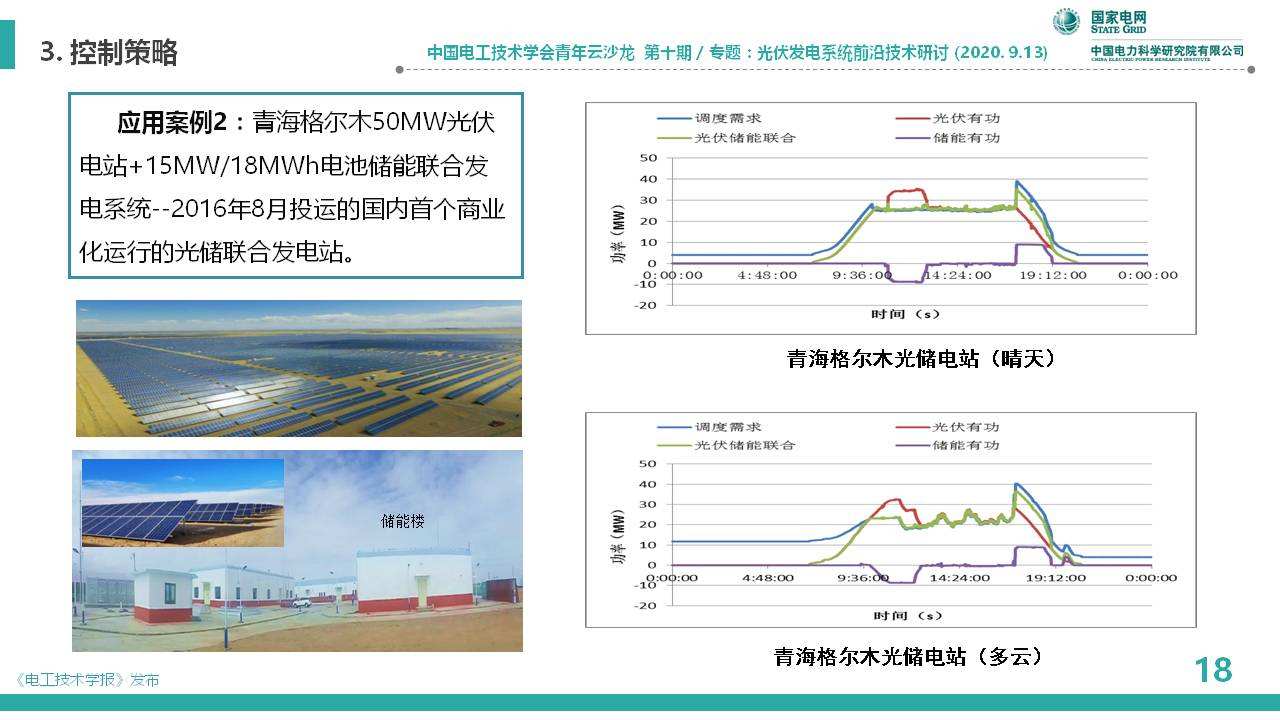 3. 控制策略
中国电工技术学会青年云沙龙 第十期 / 专题：光伏发电系统前沿技术研讨 (2020. 9.13)
国家电网
STATE GRID
中国电力科学研究院有限公司
CHINA ELECTRIC POWER RESEARCH INSTITUTE
应用案例2：青海格尔木50MW光伏
电站+15MW/18MWh电池储能联合发
电系统--2016年8月投运的国内首个商业
化运行的光储联合发电站。
储能楼
调度需求 光伏有功
光伏储能联合 储能有功
50
40
30
20
10
0
-10
-20
功率（MW）
0:00:00 4:48:00 9:36:00 14:24:00 19:12:00 0:00:00
时间（s）
青海格尔木光储电站（晴天）
调度需求 光伏有功
光伏储能联合 储能有功
50
40
30
20
10
0
-10
-20
功率（MW）
0:00:00 4:48:00 9:36:00 14:24:00 19:12:00 0:00:00
时间（s）
青海格尔木光储电站（多云）
《电工技术学报》发布
18